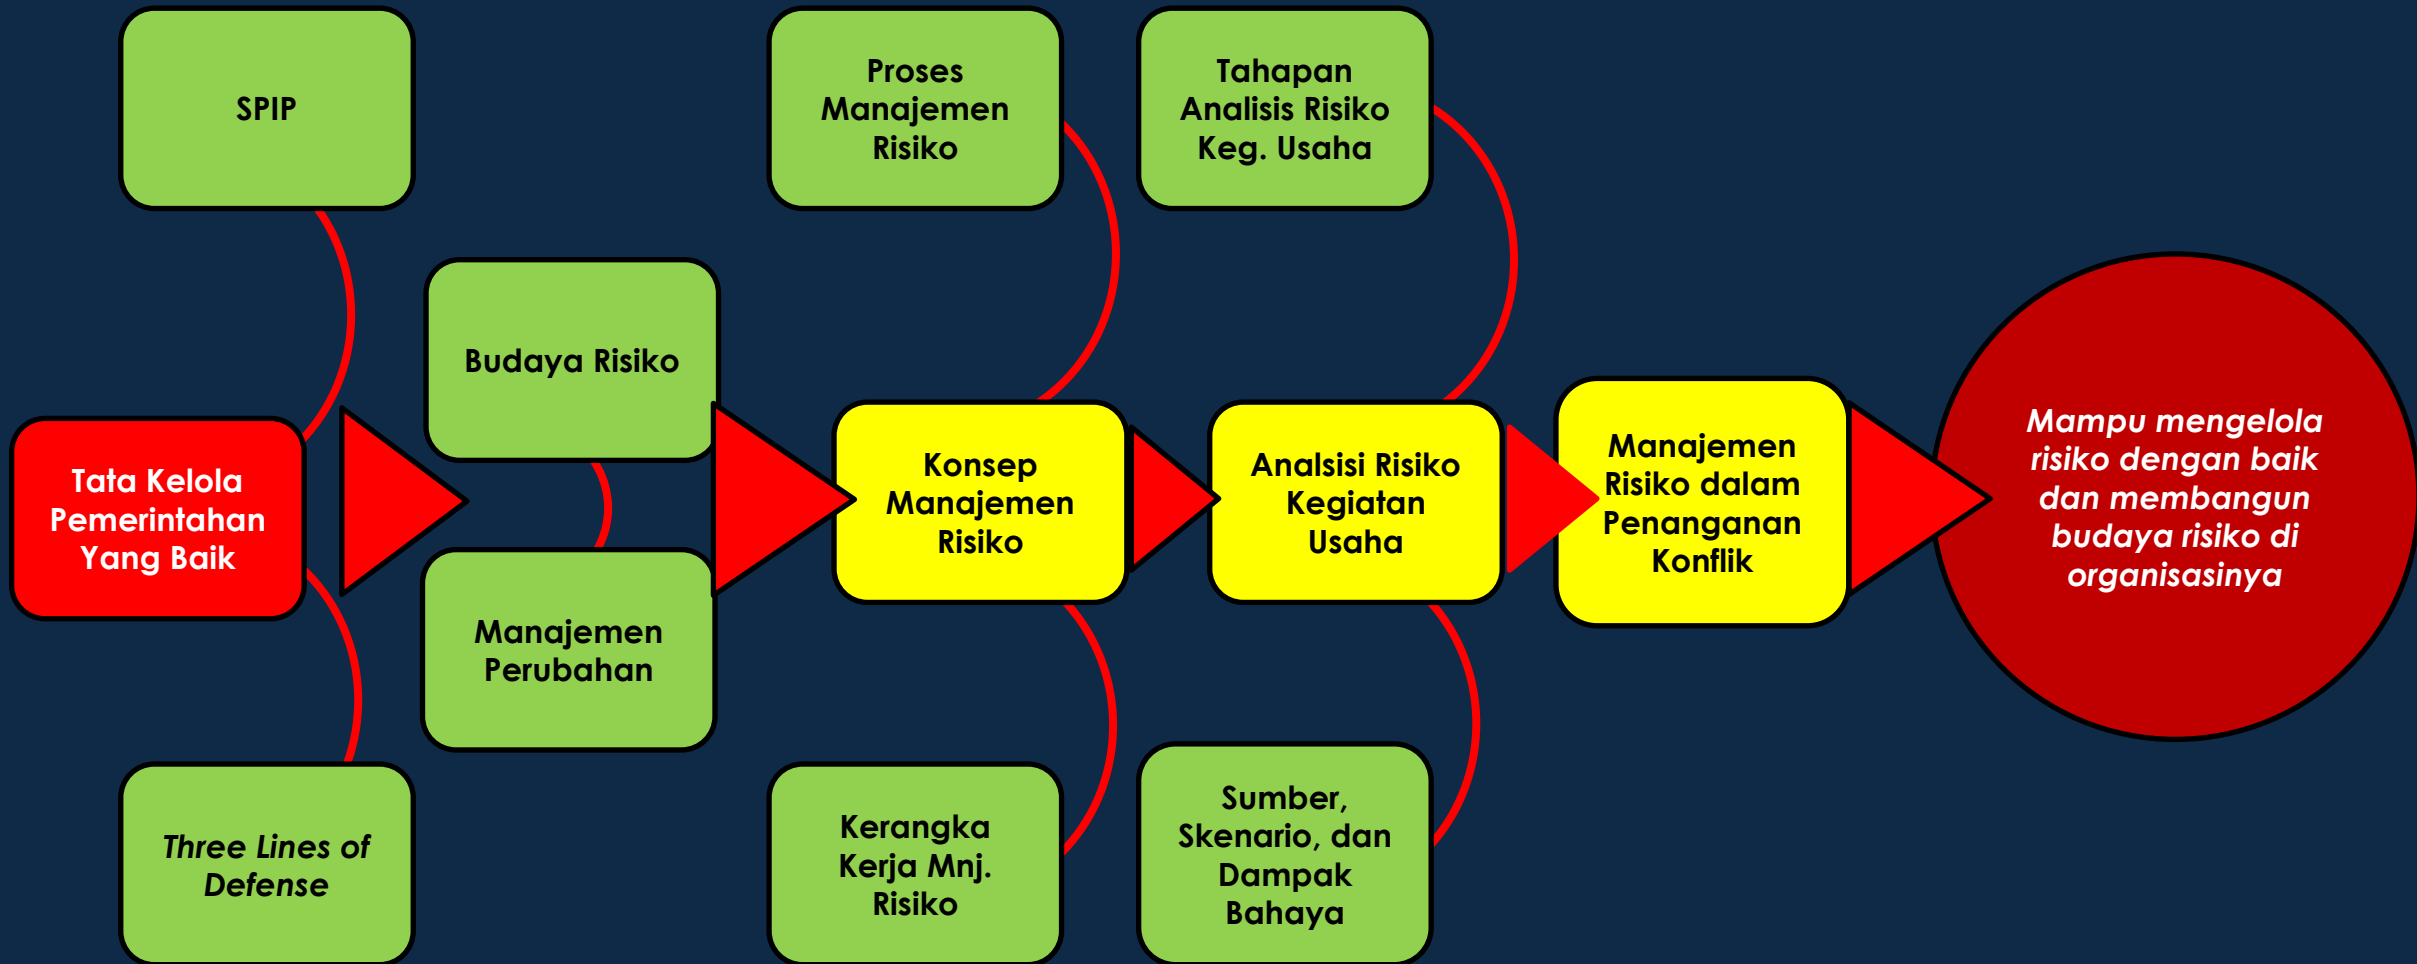 SPIP
Tata Kelola
Pemerintahan
Yang Baik
Three Lines of
Defense
Budaya Risiko
Manajemen
Perubahan
Proses
Manajemen
Risiko
Konsep
Manajemen
Risiko
Kerangka
Kerja Mnj.
Risiko
Tahapan
Analisis Risiko
Keg. Usaha
Analsisi Risiko
Kegiatan
Usaha
Sumber,
Skenario, dan
Dampak
Bahaya
Manajemen
Risiko dalam
Penanganan
Konflik
Mampu mengelola
risiko dengan baik
dan membangun
budaya risiko di
organisasinya